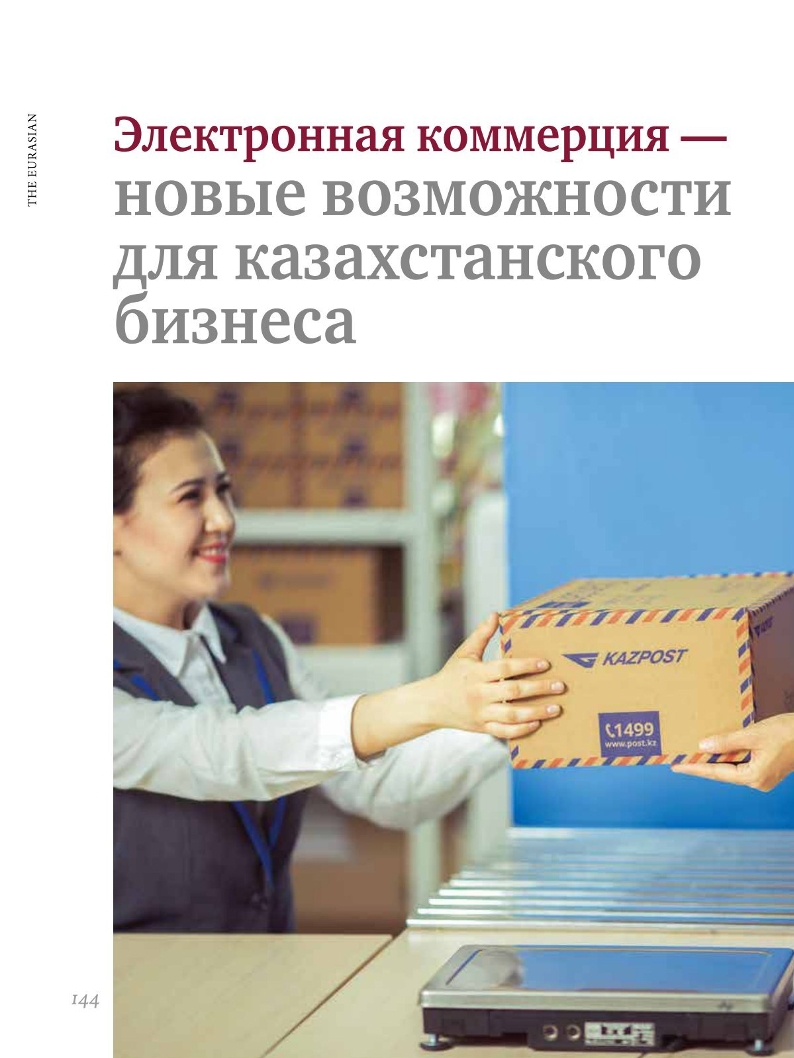 THE EURASIAN
Электронная коммерция —
новые возможности
для казахстанского
бизнеса
KAZPOST
1499
www.post.kz
144